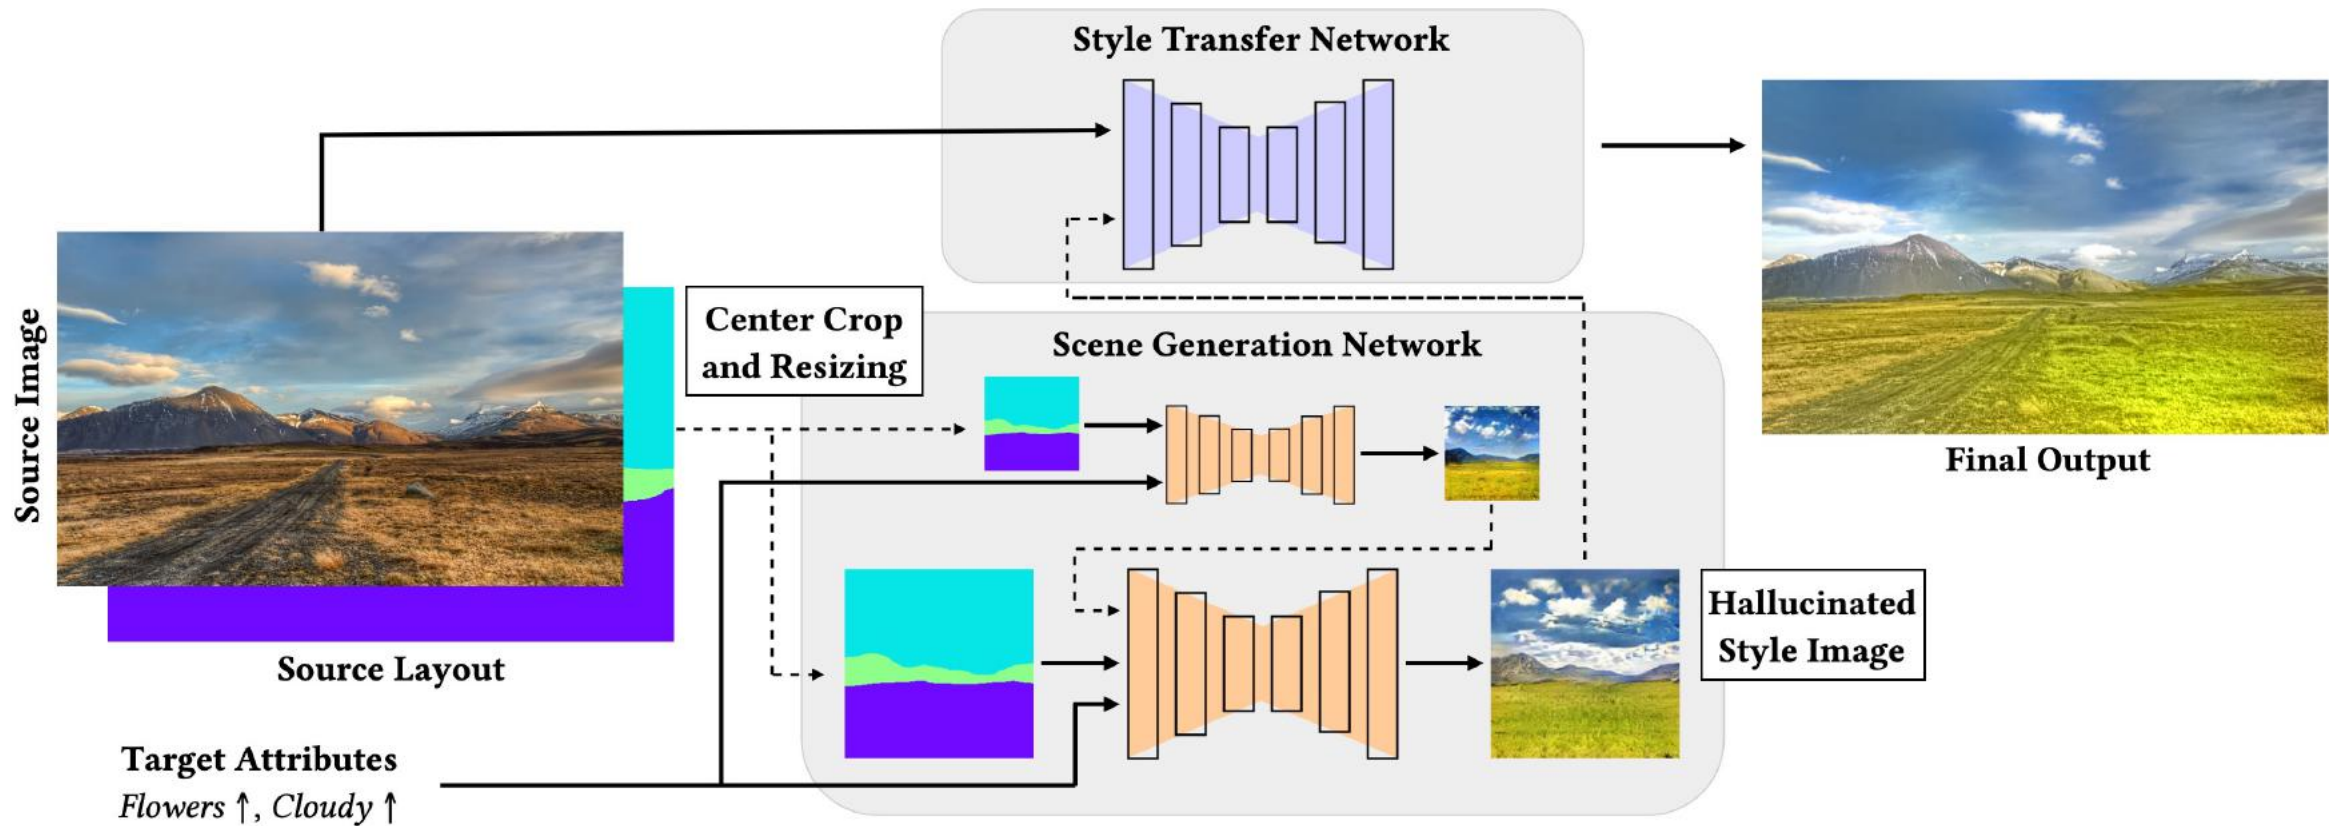 Style Transfer Network
Source Image
Center Crop
and Resizing
Scene Generation Network
Final Output
Hallucinated
Style Image
Source Layout
Target Attributes
Flowers ↑, Cloudy ↑